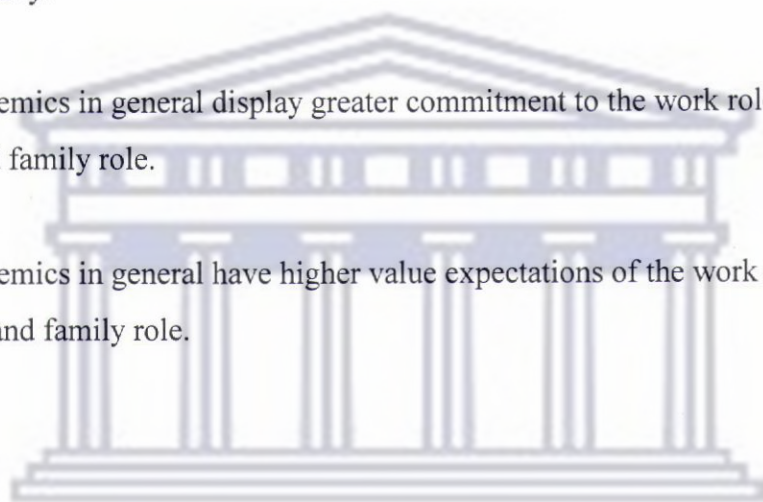 emics in general display greater commitment to the work rol
family role.
emics in general have higher value expectations of the work
and family role.